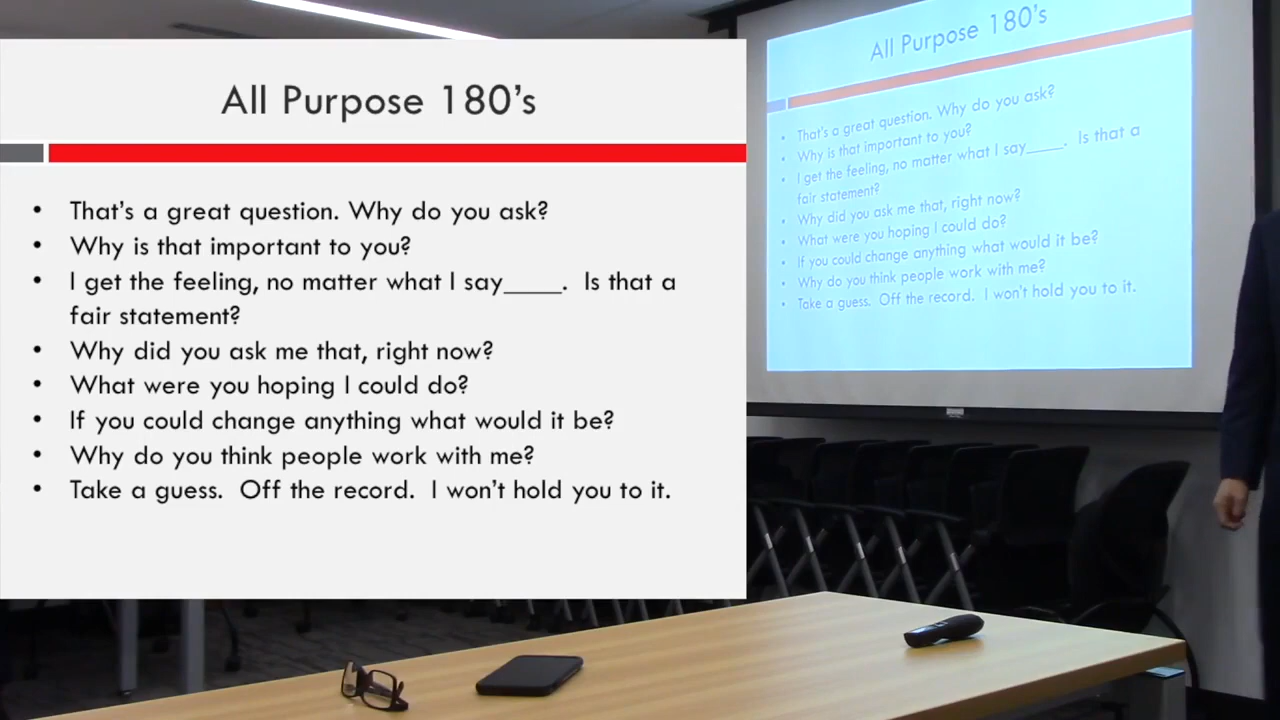 All Purpose 180's
• That's a great question. Why do you ask?
• Why is that important to you?
• I get the feeling, no matter what I say____.  Is that a
fair statement?
• Why did you ask me that, right now?
• What were you hoping I could do?
• If you could change anything what would it be?
• Why do you think people work with me?
• Take a guess.  Off the record.  I won't hold you to it.
All Purpose 180's
• That's a great question. Why do you ask?
• Why is that important to you?
• I get the feeling, no matter what I say____.  Is that a
fair statement?
• Why did you ask me that, right now?
• What were you hoping I could do?
• If you could change anything what would it be?
• Why do you think people work with me?
• Take a guess.  Off the record.  I won't hold you to it.